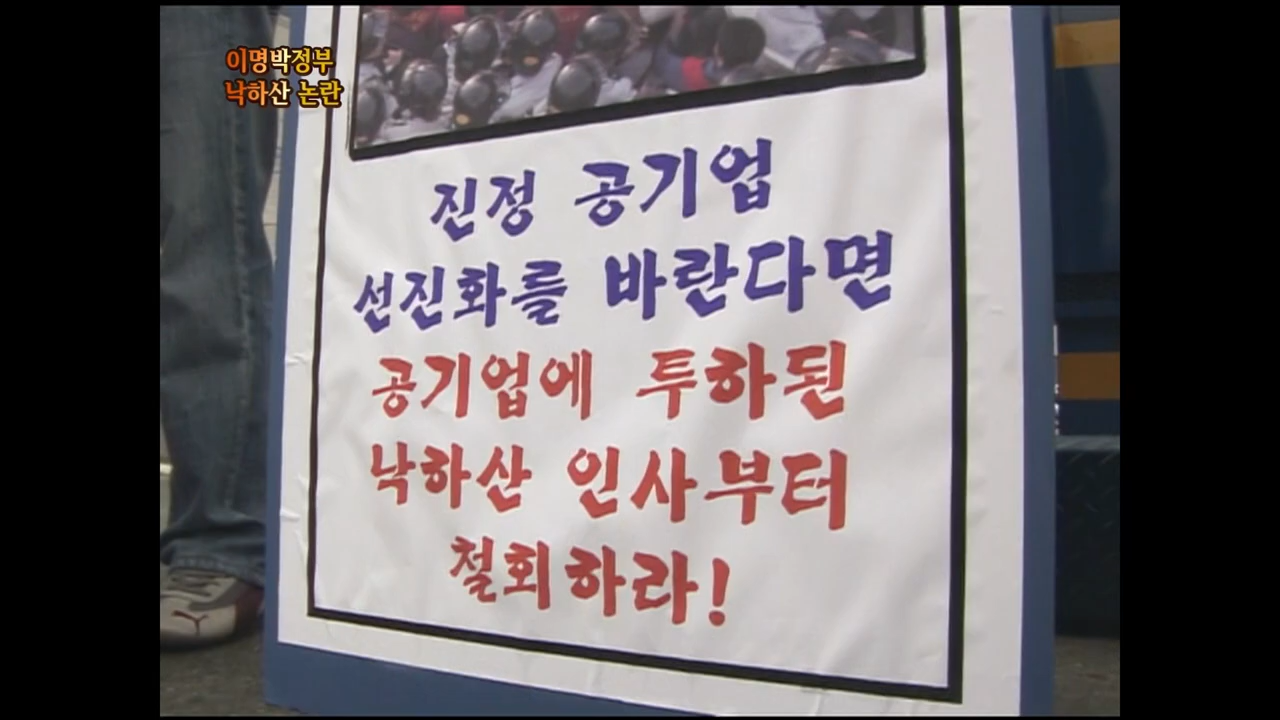 이명박정부
낙하산 논란
진정 공기업
선진화를 바란다면
공기업에 투하된
낙하산 인사부터
철회하라!